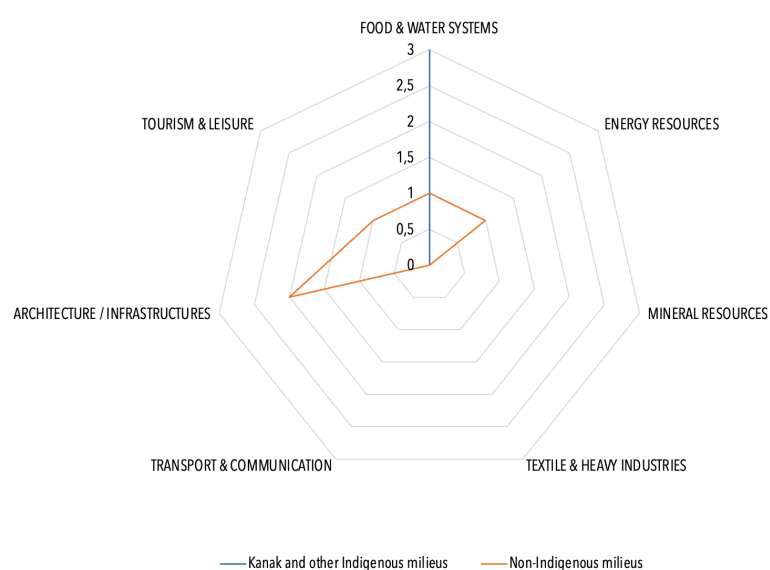 FOOD & WATER SYSTEMS
3
2,5
2
1,5
1
0,5
0
TOURISM & LEISURE
ENERGY RESOURCES
ARCHITECTURE / INFRASTRUCTURES
MINERAL RESOURCES
TRANSPORT & COMMUNICATION
TEXTILE & HEAVY INDUSTRIES
Kanak and other Indigenous milieus
Non-Indigenous milieus